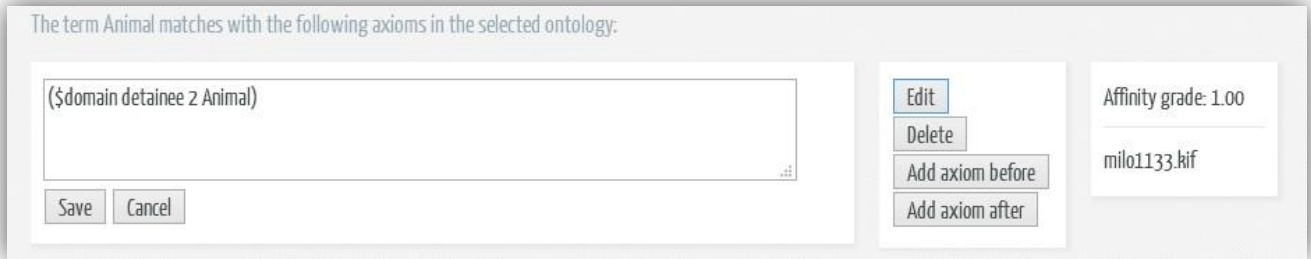 The term Animal matches with the following axioms in the selected ontology:
($domain detainee 2 Animal)
Save
Cancel
Edit
Delete
Add axiom before
Add axiom after
Affinity grade: 1.00
milo1133.kif